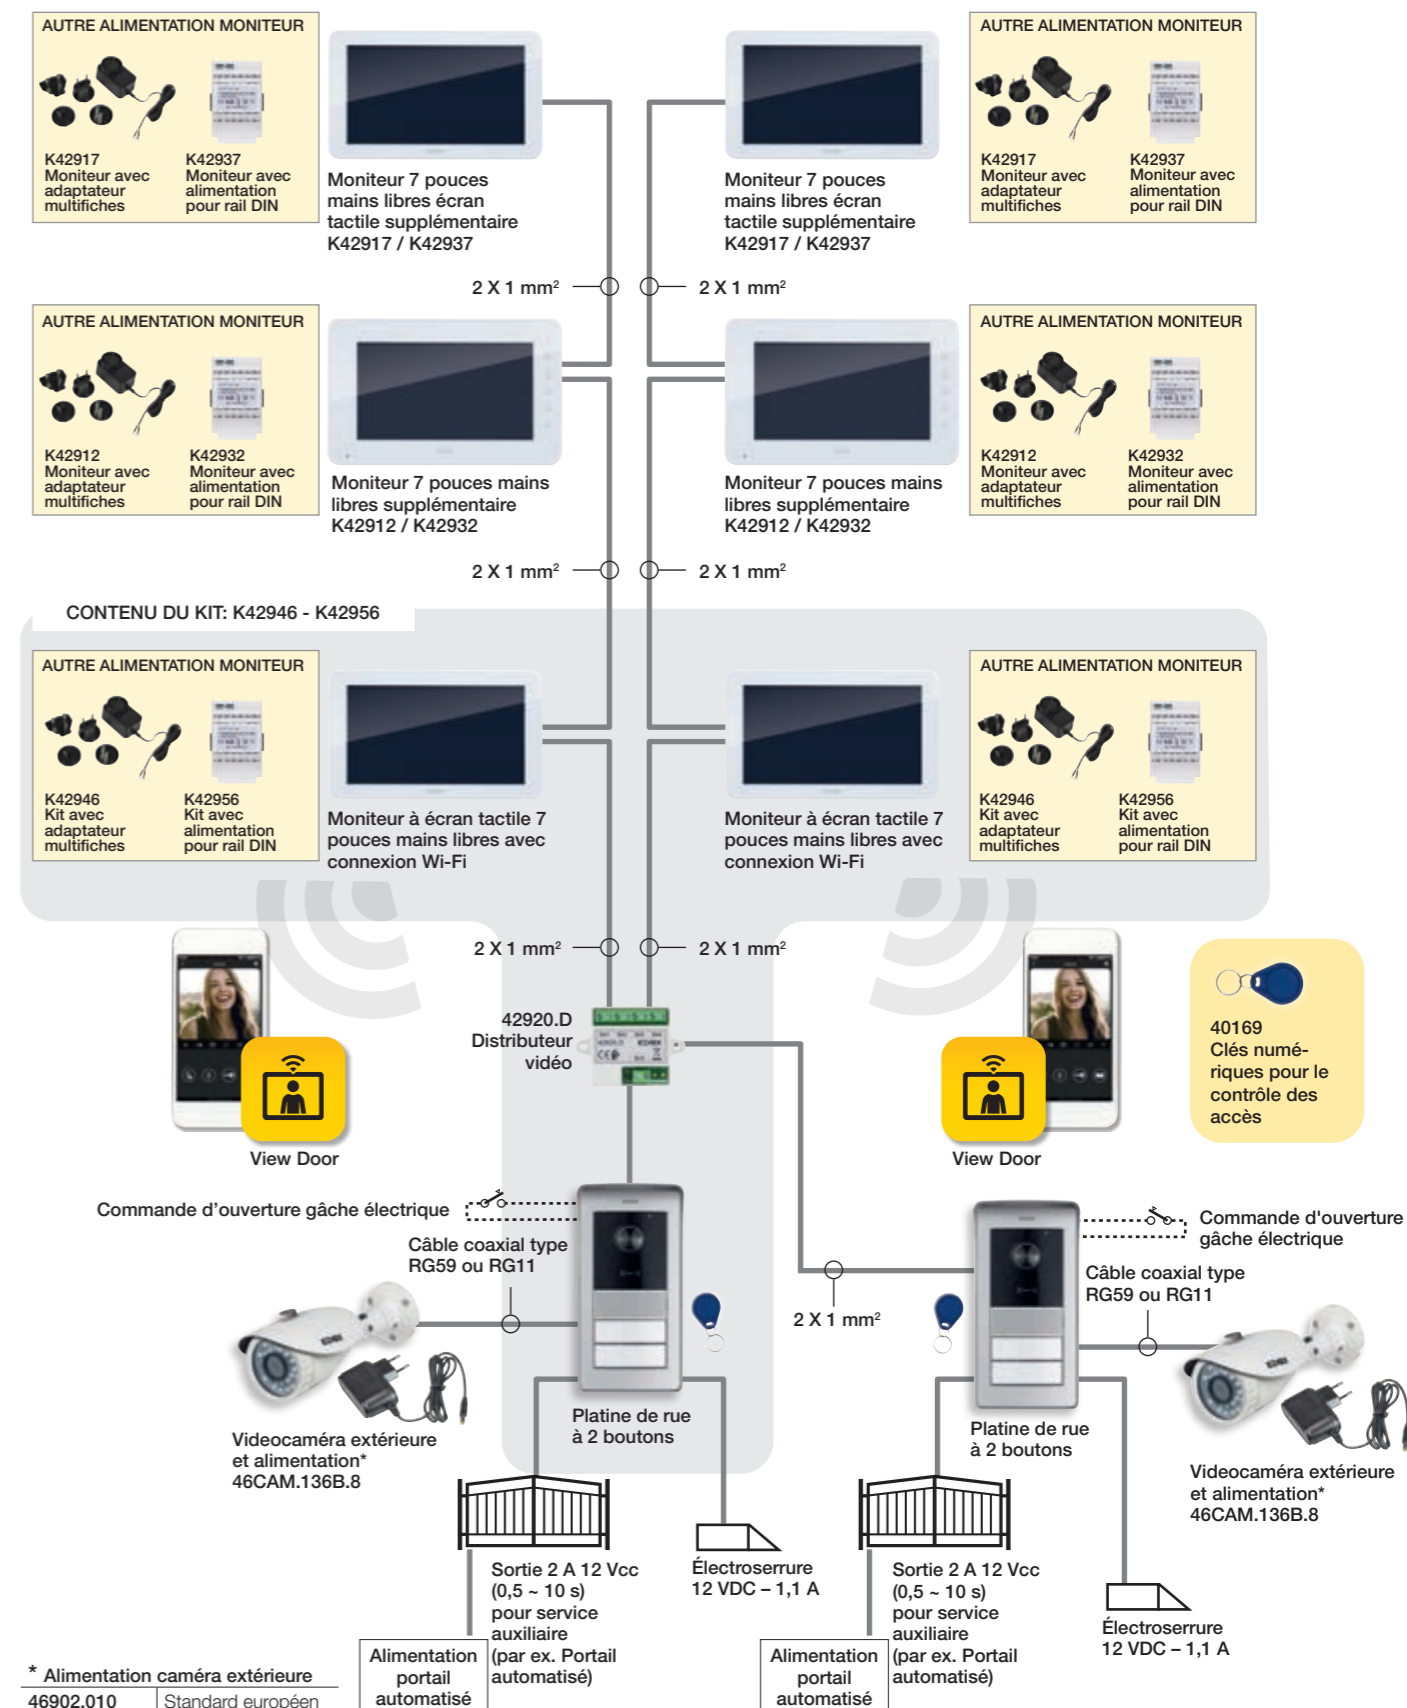 AUTRE ALIMENTATION MONITEUR
K42917
Moniteur avec
adaptateur
multifiches
K42937
Moniteur avec
alimentation
pour rail DIN
Moniteur 7 pouces
mains libres écran
tactile supplémentaire
K42917 / K42937
Moniteur 7 pouces
mains libres écran
tactile supplémentaire
K42917 / K42937
AUTRE ALIMENTATION MONITEUR
K42917
Moniteur avec
adaptateur
multifiches
K42937
Moniteur avec
alimentation
pour rail DIN
2 X 1 mm²
2 X 1 mm²
AUTRE ALIMENTATION MONITEUR
K42912
Moniteur avec
adaptateur
multifiches
K42932
Moniteur avec
alimentation
pour rail DIN
Moniteur 7 pouces mains
libres supplémentaire
K42912 / K42932
Moniteur 7 pouces mains
libres supplémentaire
K42912 / K42932
AUTRE ALIMENTATION MONITEUR
K42912
Moniteur avec
adaptateur
multifiches
K42932
Moniteur avec
alimentation
pour rail DIN
2 X 1 mm²
2 X 1 mm²
CONTENU DU KIT: K42946 - K42956
AUTRE ALIMENTATION MONITEUR
K42946
Kit avec
adaptateur
multifiches
K42956
Kit avec
alimentation
pour rail DIN
Moniteur à écran tactile 7
pouces mains libres avec
connexion Wi-Fi
Moniteur à écran tactile 7
pouces mains libres avec
connexion Wi-Fi
AUTRE ALIMENTATION MONITEUR
K42946
Kit avec
adaptateur
multifiches
K42956
Kit avec
alimentation
pour rail DIN
2 X 1 mm²
2 X 1 mm²
42920.D
Distributeur
vidéo
View Door
View Door
40169
Clés numé-
riques pour le
contrôle des
accès
Commande d'ouverture gâche électrique
Câble coaxial type
RG59 ou RG11
2 X 1 mm²
Commande d'ouverture
gâche électrique
Câble coaxial type
RG59 ou RG11
Videocaméra extérieure
et alimentation*
46CAM.136B.8
Platine de rue
à 2 boutons
Platine de rue
à 2 boutons
Videocaméra extérieure
et alimentation*
46CAM.136B.8
Sortie 2 A 12 Vcc
(0,5 ~ 10 s)
pour service
auxiliaire
(par ex. Portail
automatisé)
Électroserrure
12 VDC – 1,1 A
Sortie 2 A 12 Vcc
(0,5 ~ 10 s)
pour service
auxiliaire
(par ex. Portail
automatisé)
Électroserrure
12 VDC – 1,1 A
Alimentation
portail
automatisé
Alimentation
portail
automatisé
* Alimentation caméra extérieure
46902.010 Standard européen